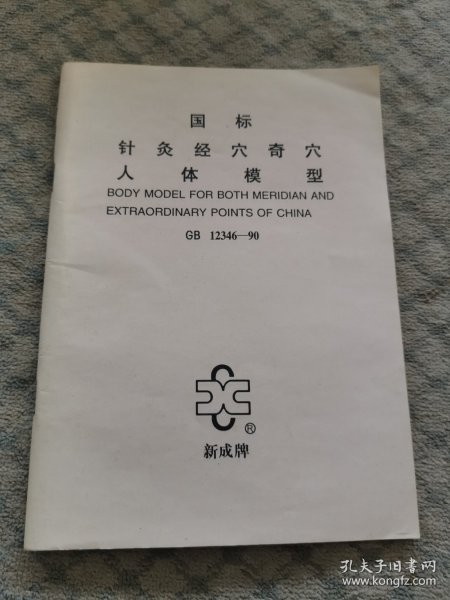 国标
针灸经穴奇穴
人体模型
BODY MODEL FOR BOTH MERIDIAN AND
EXTRAORDINARY POINTS OF CHINA
GB 12346—90
®
新成牌
孔夫子旧书网
www.kongfz.com